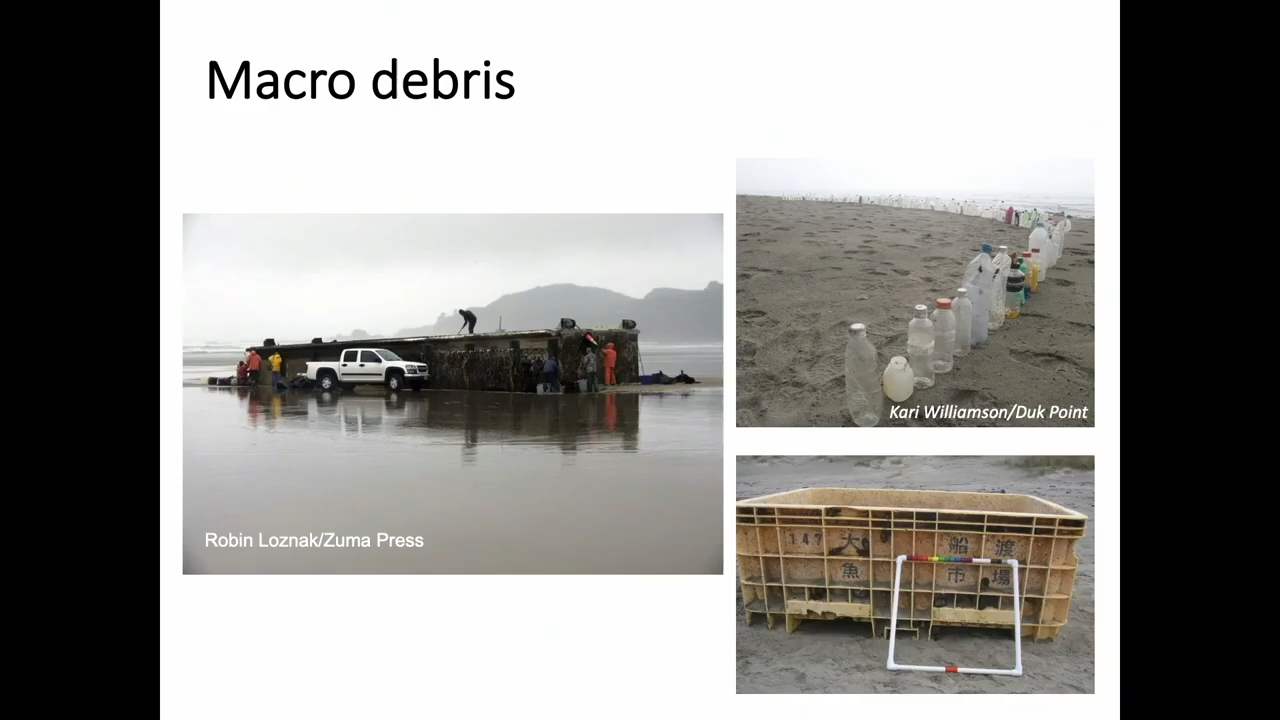 Macro debris
Robin Loznak/Zuma Press
Kari Williamson/Duk Point
147 大 船 渡
魚 市 場